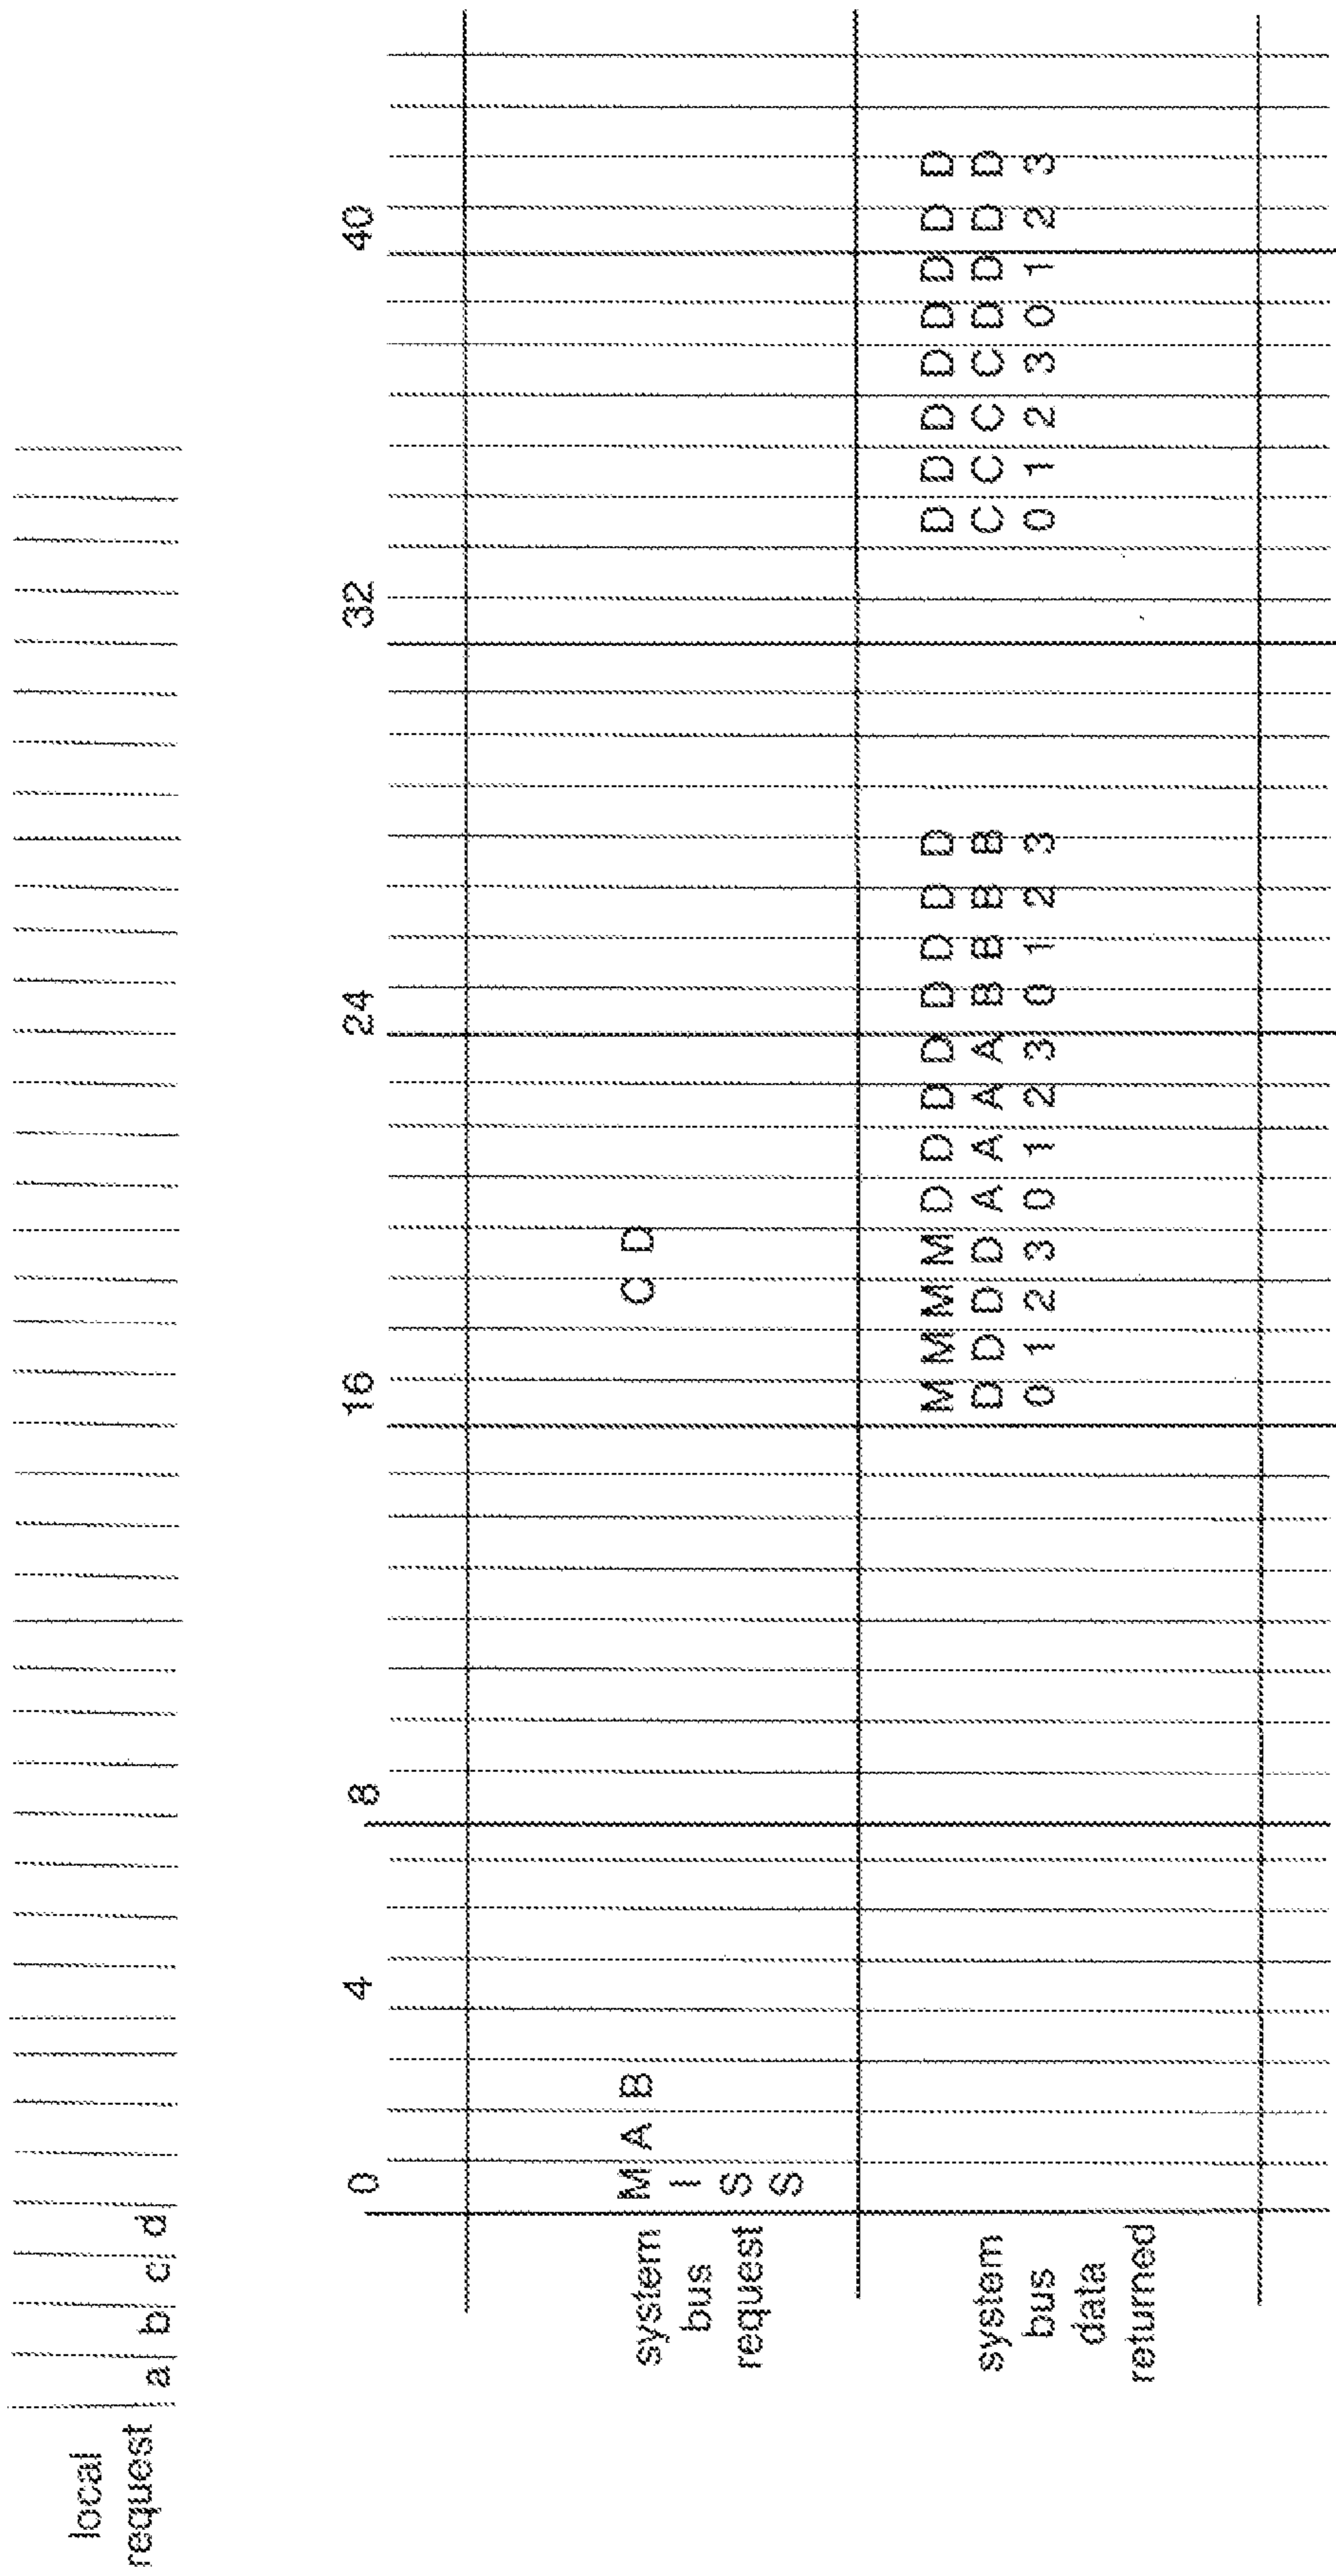 local
request a b c d
0 4 8 16 24 32 40
system M A B C D
bus I
request S
S
M M M M D D D D D D D D D D D D D D D D
system D D D D A A A A B B B B C C C C D D D D
bus 0 1 2 3 0 1 2 3 0 1 2 3 0 1 2 3 0 1 2 3
data
returned